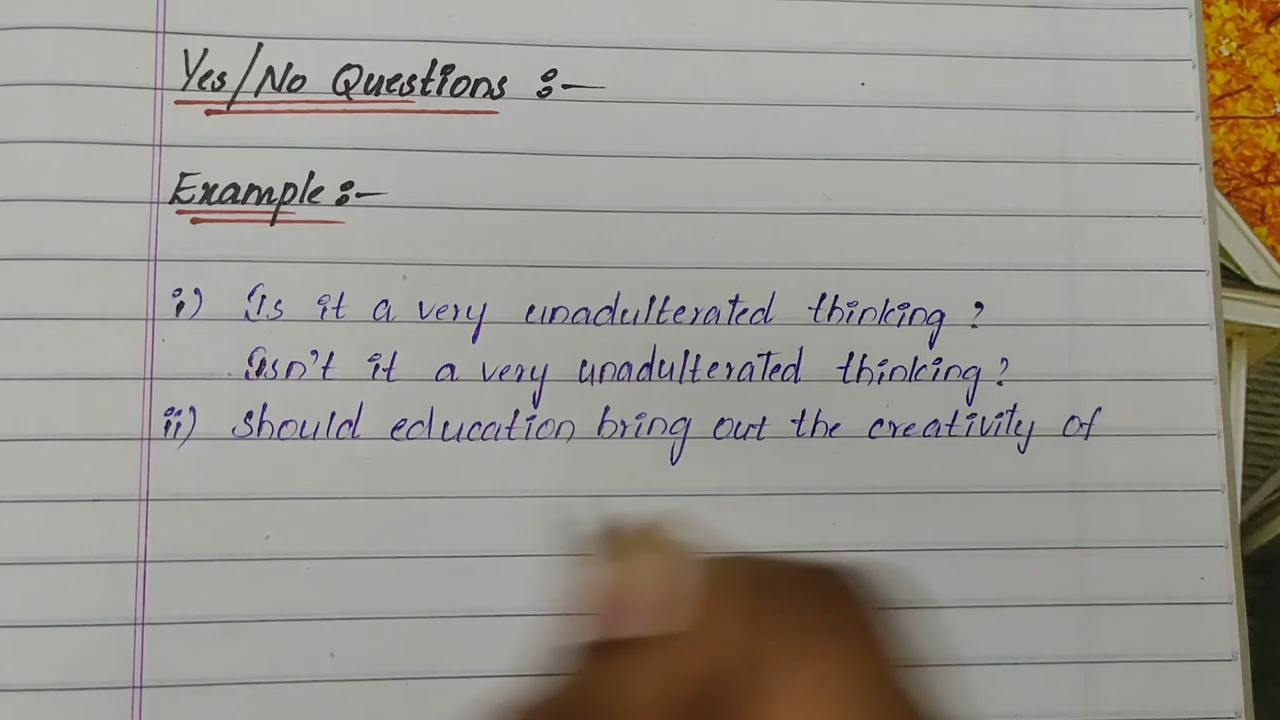 Yes/No Questions :-
Example :-
i) Is it a very unadulterated thinking?
Isn't it a very unadulterated thinking?
ii) Should education bring out the creativity of